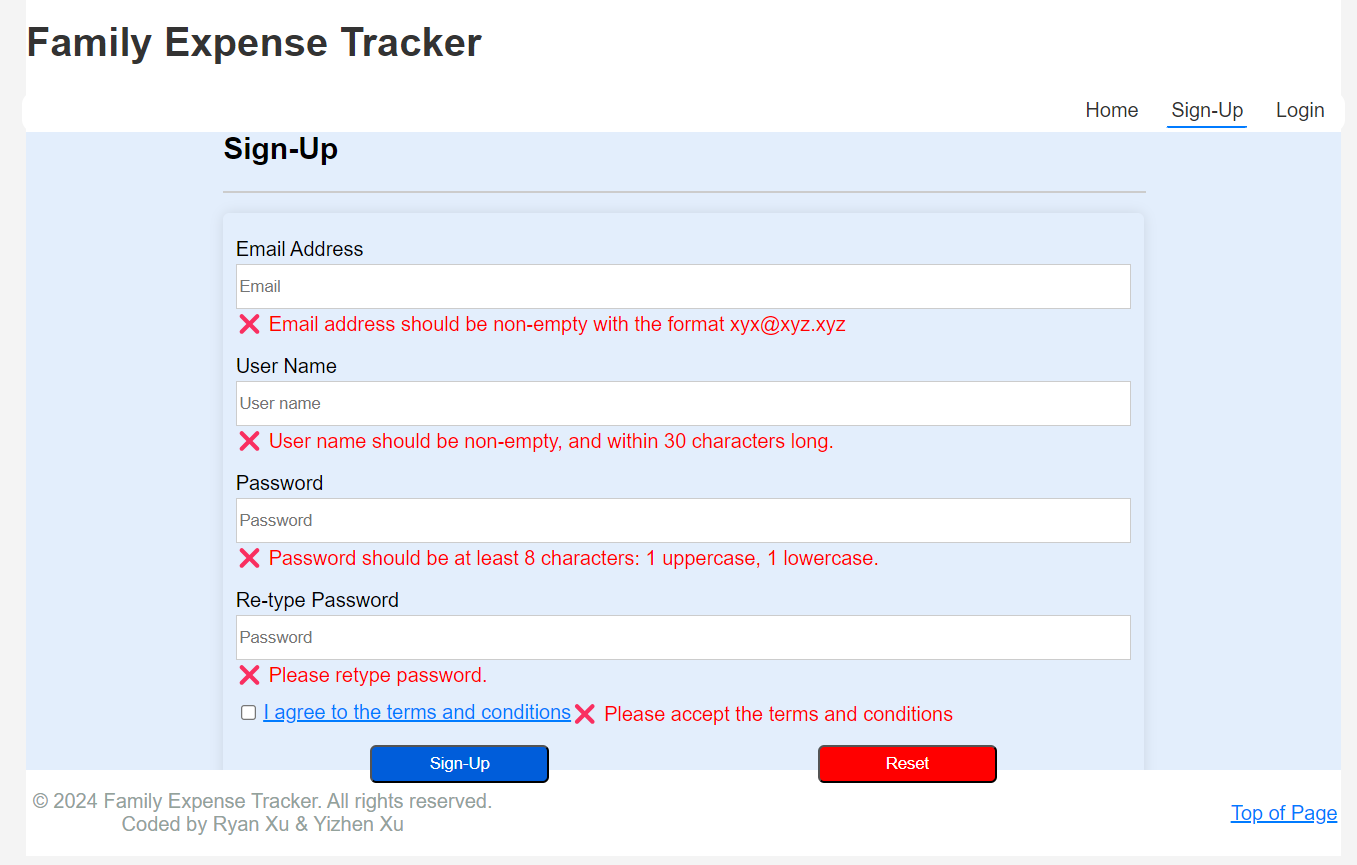 Family Expense Tracker
Home Sign-Up Login
Sign-Up
Email Address
Email
❌ Email address should be non-empty with the format xyx@xyz.xyz
User Name
User name
❌ User name should be non-empty, and within 30 characters long.
Password
Password
❌ Password should be at least 8 characters: 1 uppercase, 1 lowercase.
Re-type Password
Password
❌ Please retype password.
I agree to the terms and conditions ❌ Please accept the terms and conditions
Sign-Up Reset
© 2024 Family Expense Tracker. All rights reserved.
Coded by Ryan Xu & Yizhen Xu
Top of Page